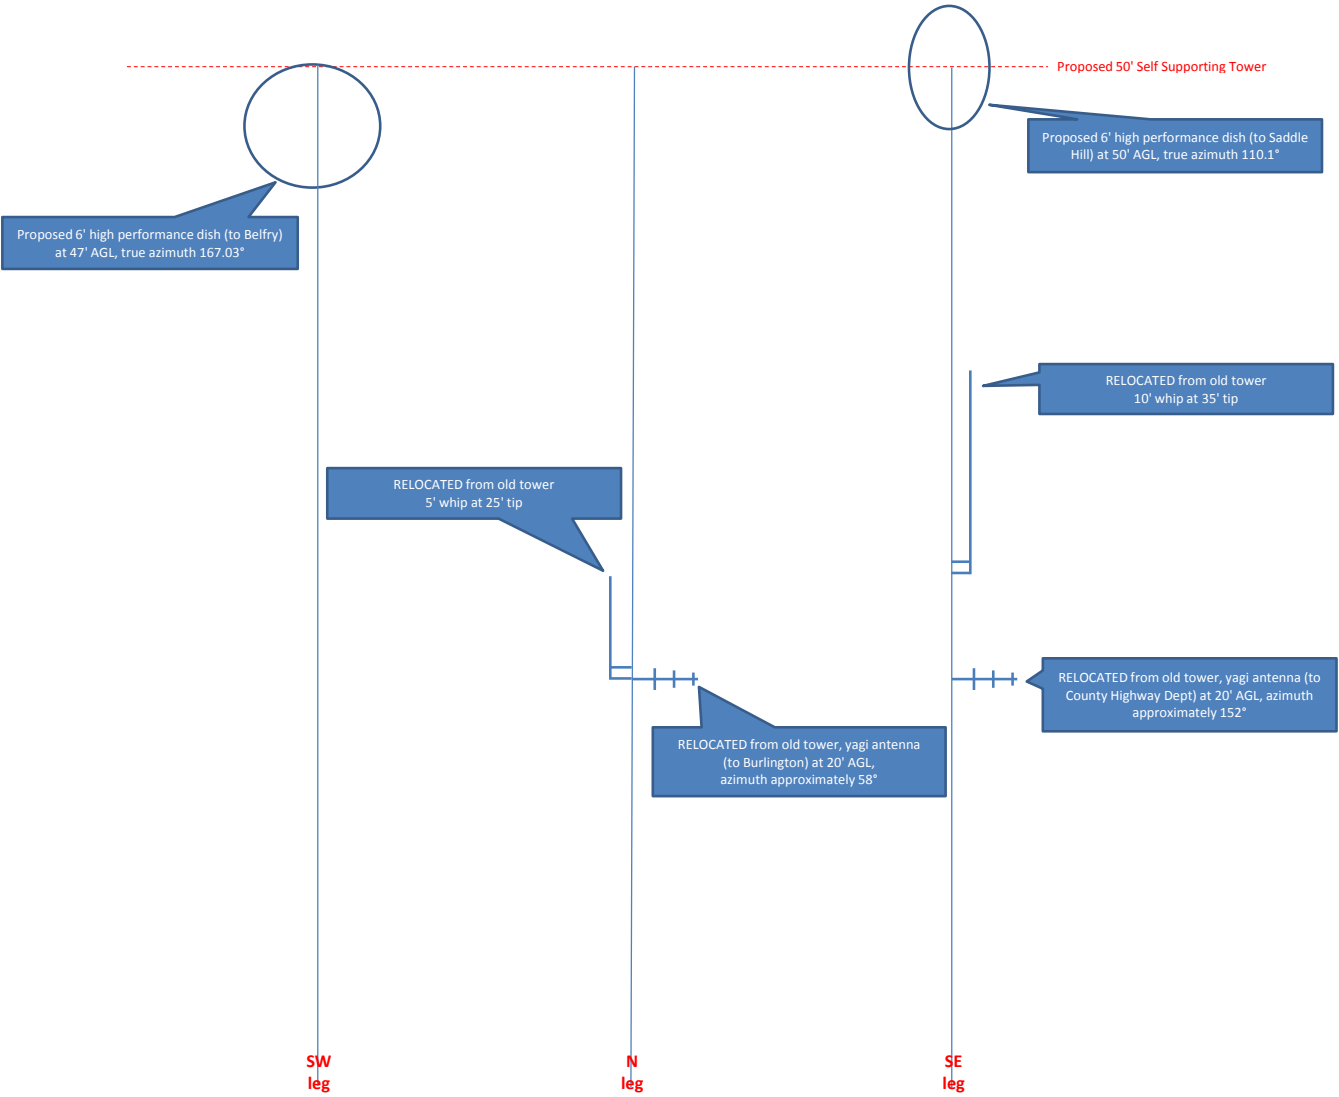 Proposed 50' Self Supporting Tower
Proposed 6' high performance dish (to Saddle
Hill) at 50' AGL, true azimuth 110.1°
Proposed 6' high performance dish (to Belfry)
at 47' AGL, true azimuth 167.03°
RELOCATED from old tower
10' whip at 35' tip
RELOCATED from old tower
5' whip at 25' tip
RELOCATED from old tower, yagi antenna (to
County Highway Dept) at 20' AGL, azimuth
approximately 152°
RELOCATED from old tower, yagi antenna
(to Burlington) at 20' AGL,
azimuth approximately 58°
SW
leg
N
leg
SE
leg